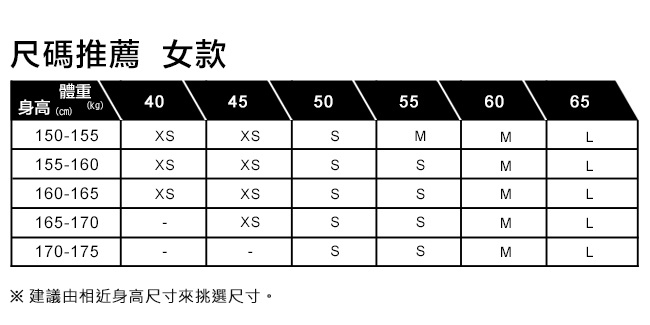 尺碼推薦 女款
體重 (kg) 身高 (cm) 40 45 50 55 60 65
150-155 XS XS S M M L
155-160 XS XS S S M L
160-165 XS XS S S M L
165-170 - XS S S M L
170-175 - - S S M L
※ 建議由相近身高尺寸來挑選尺寸。